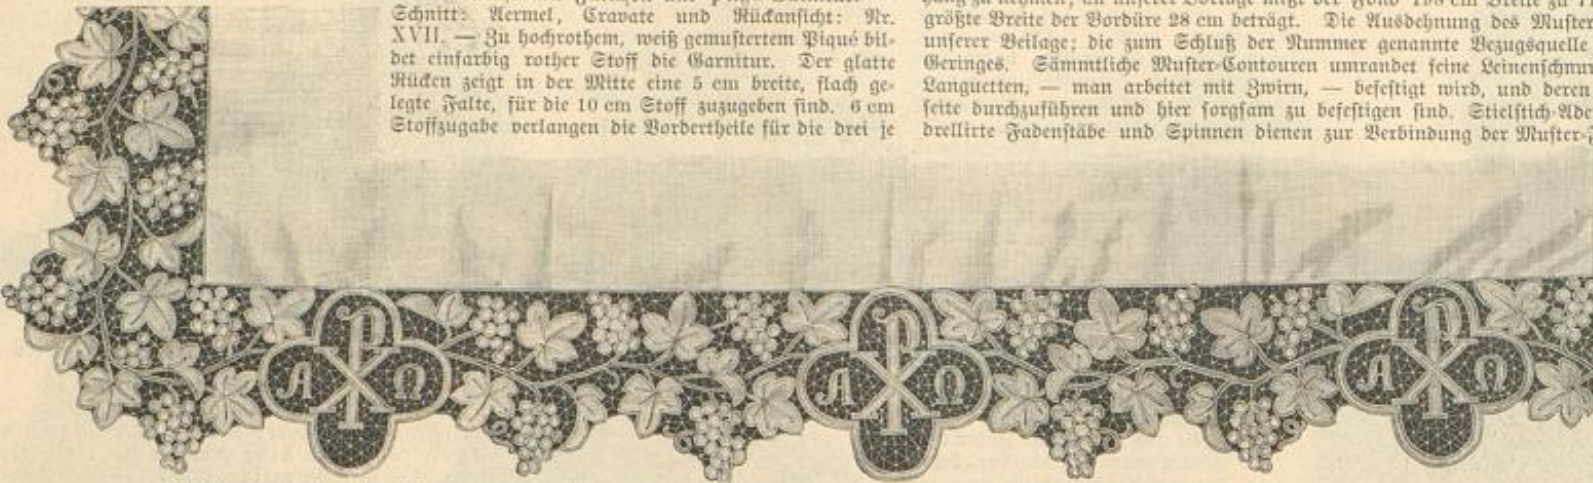 Schnitt: Aermel, Cravate und Rückansicht: Nr.
XVII. — Zu hochrothem, weiß gemustertem Piqué bil-
det einfarbig rother Stoff die Garnitur. Der glatte
Rücken zeigt in der Mitte eine 5 cm breite, flach ge-
legte Falte, für die 10 cm Stoff zuzugeben sind. 6 cm
Stoffzugabe verlangen die Vordertheile für die drei je
größte Breite der Bordüre 28 cm beträgt. Die Ausdehnung des Muster
unserer Beilage; die zum Schluß der Nummer genannte Bezugsquelle
Geringes. Sämmtliche Muster-Contouren umrandet feine Leinenschnur
Languetten, — man arbeitet mit Zwirn, — befestigt wird, und deren
seite durchzuführen und hier sorgsam zu befestigen sind. Stielstich-Ade
drellirte Fadenstäbe und Spinnen dienen zur Verbindung der Muster-
A P X Ω
A P X Ω
A P X Ω